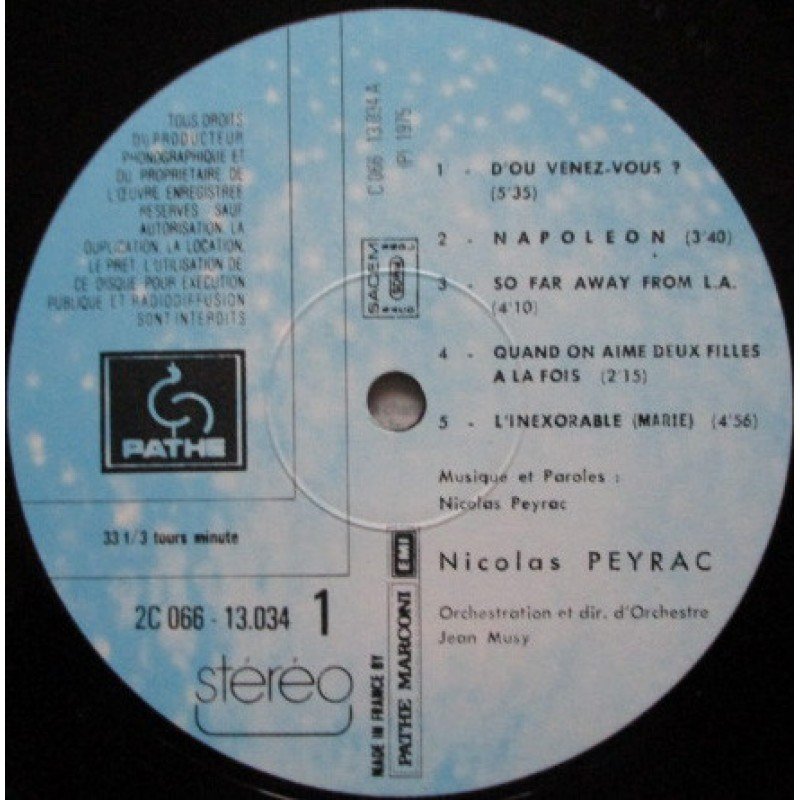 TOUS DROITS
DU PRODUCTEUR
PHONOGRAPHIQUE ET
DU PROPRIETAIRE DE
L'ŒUVRE ENREGISTREE
RESERVES SAUF
AUTORISATION, LA
DUPLICATION, LA LOCATION,
LE PRET, L'UTILISATION DE
CE DISQUE POUR EXECUTION
PUBLIQUE ET RADIODIFFUSION
SONT INTERDITS
PATHE
33 1/3 tours minute
2C 066 - 13.034 1
stéréo
C 066 13.034 A
(P) 1975
SACEM
MADE IN FRANCE BY
PATHE MARCONI EMI
1 - D'OU VENEZ-VOUS ?
(5'35)
2 - NAPOLEON (3'40)
3 - SO FAR AWAY FROM L.A.
(4'10)
4 - QUAND ON AIME DEUX FILLES
A LA FOIS (2'15)
5 - L'INEXORABLE (MARIE) (4'56)
Musique et Paroles :
Nicolas Peyrac
Nicolas PEYRAC
Orchestration et dir. d'Orchestre
Jean Musy